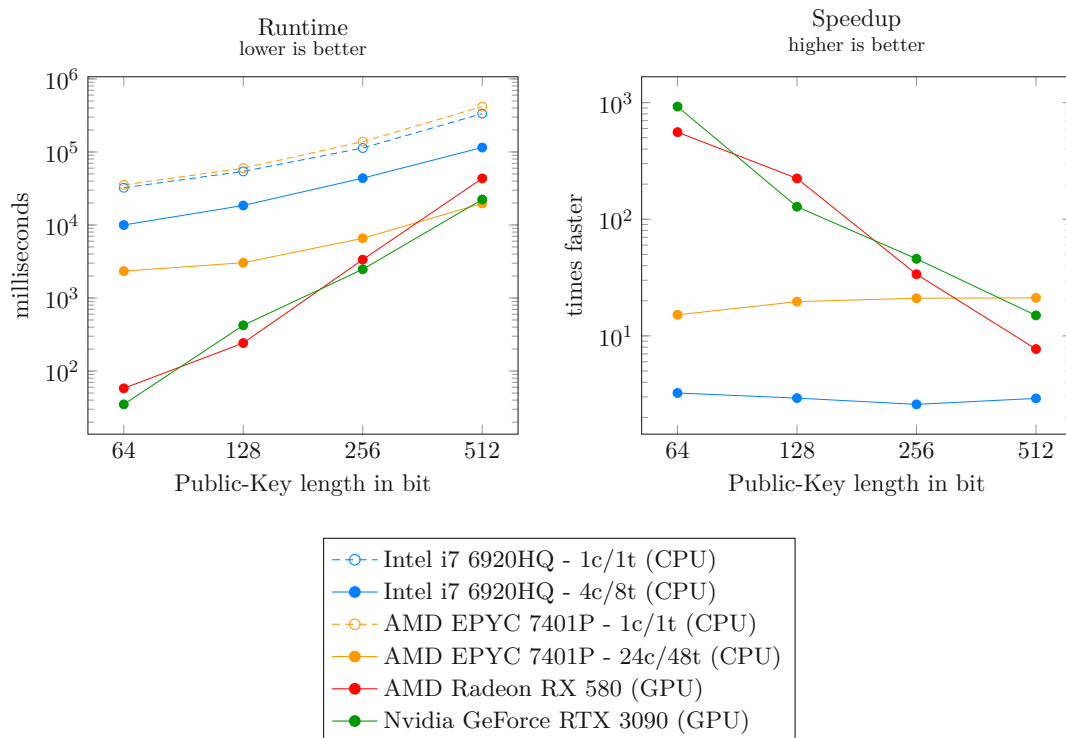 Runtime
lower is better
10^6
10^5
10^4
10^3
10^2
milliseconds
64 128 256 512
Public-Key length in bit
Speedup
higher is better
10^3
10^2
10^1
times faster
64 128 256 512
Public-Key length in bit
Intel i7 6920HQ - 1c/1t (CPU)
Intel i7 6920HQ - 4c/8t (CPU)
AMD EPYC 7401P - 1c/1t (CPU)
AMD EPYC 7401P - 24c/48t (CPU)
AMD Radeon RX 580 (GPU)
Nvidia GeForce RTX 3090 (GPU)